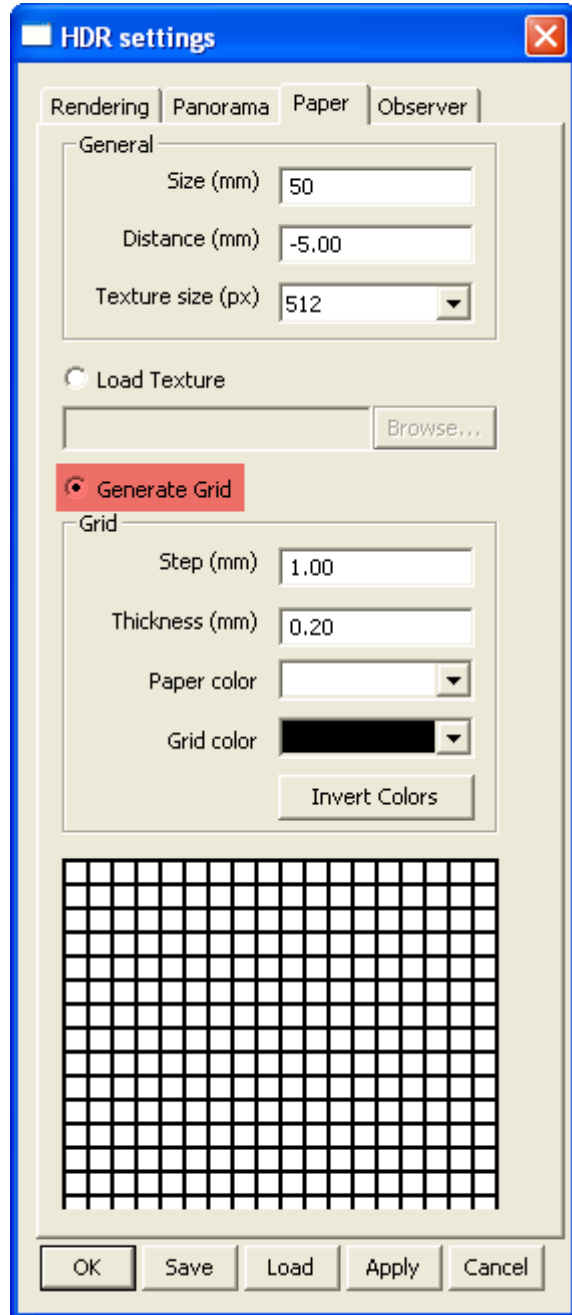 HDR settings
Rendering Panorama Paper Observer
General
Size (mm) 50
Distance (mm) -5.00
Texture size (px) 512
Load Texture
Browse...
Generate Grid
Grid
Step (mm) 1.00
Thickness (mm) 0.20
Paper color
Grid color
Invert Colors
OK Save Load Apply Cancel